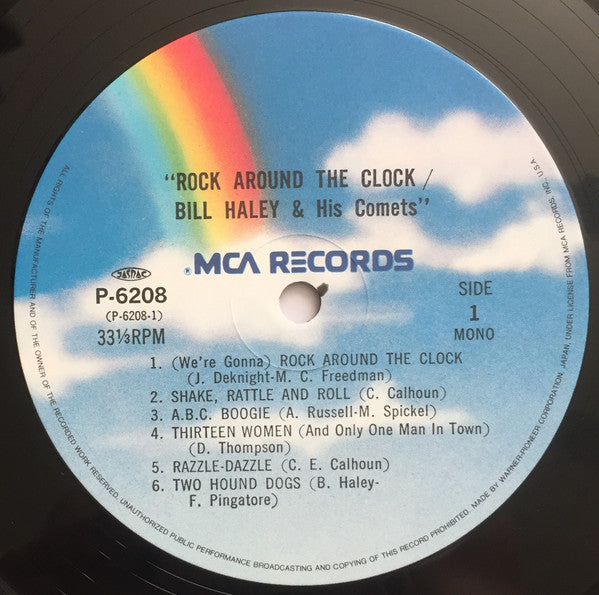 "ROCK AROUND THE CLOCK /
BILL HALEY & His Comets"
® MCA RECORDS
JASRAC
P-6208
(P-6208-1)
33⅓RPM
SIDE
1
MONO
1. (We're Gonna) ROCK AROUND THE CLOCK
(J. Deknight-M. C. Freedman)
2. SHAKE, RATTLE AND ROLL (C. Calhoun)
3. A.B.C. BOOGIE (A. Russell-M. Spickel)
4. THIRTEEN WOMEN (And Only One Man In Town)
(D. Thompson)
5. RAZZLE-DAZZLE (C. E. Calhoun)
6. TWO HOUND DOGS (B. Haley-
F. Pingatore)
ALL RIGHTS OF THE MANUFACTURER AND OF THE OWNER OF THE RECORDED WORK RESERVED. UNAUTHORIZED PUBLIC PERFORMANCE BROADCASTING AND COPYING OF THIS RECORD PROHIBITED. MADE BY WARNER-PIONEER CORPORATION, JAPAN, UNDER LICENSE FROM MCA RECORDS, INC., U.S.A.